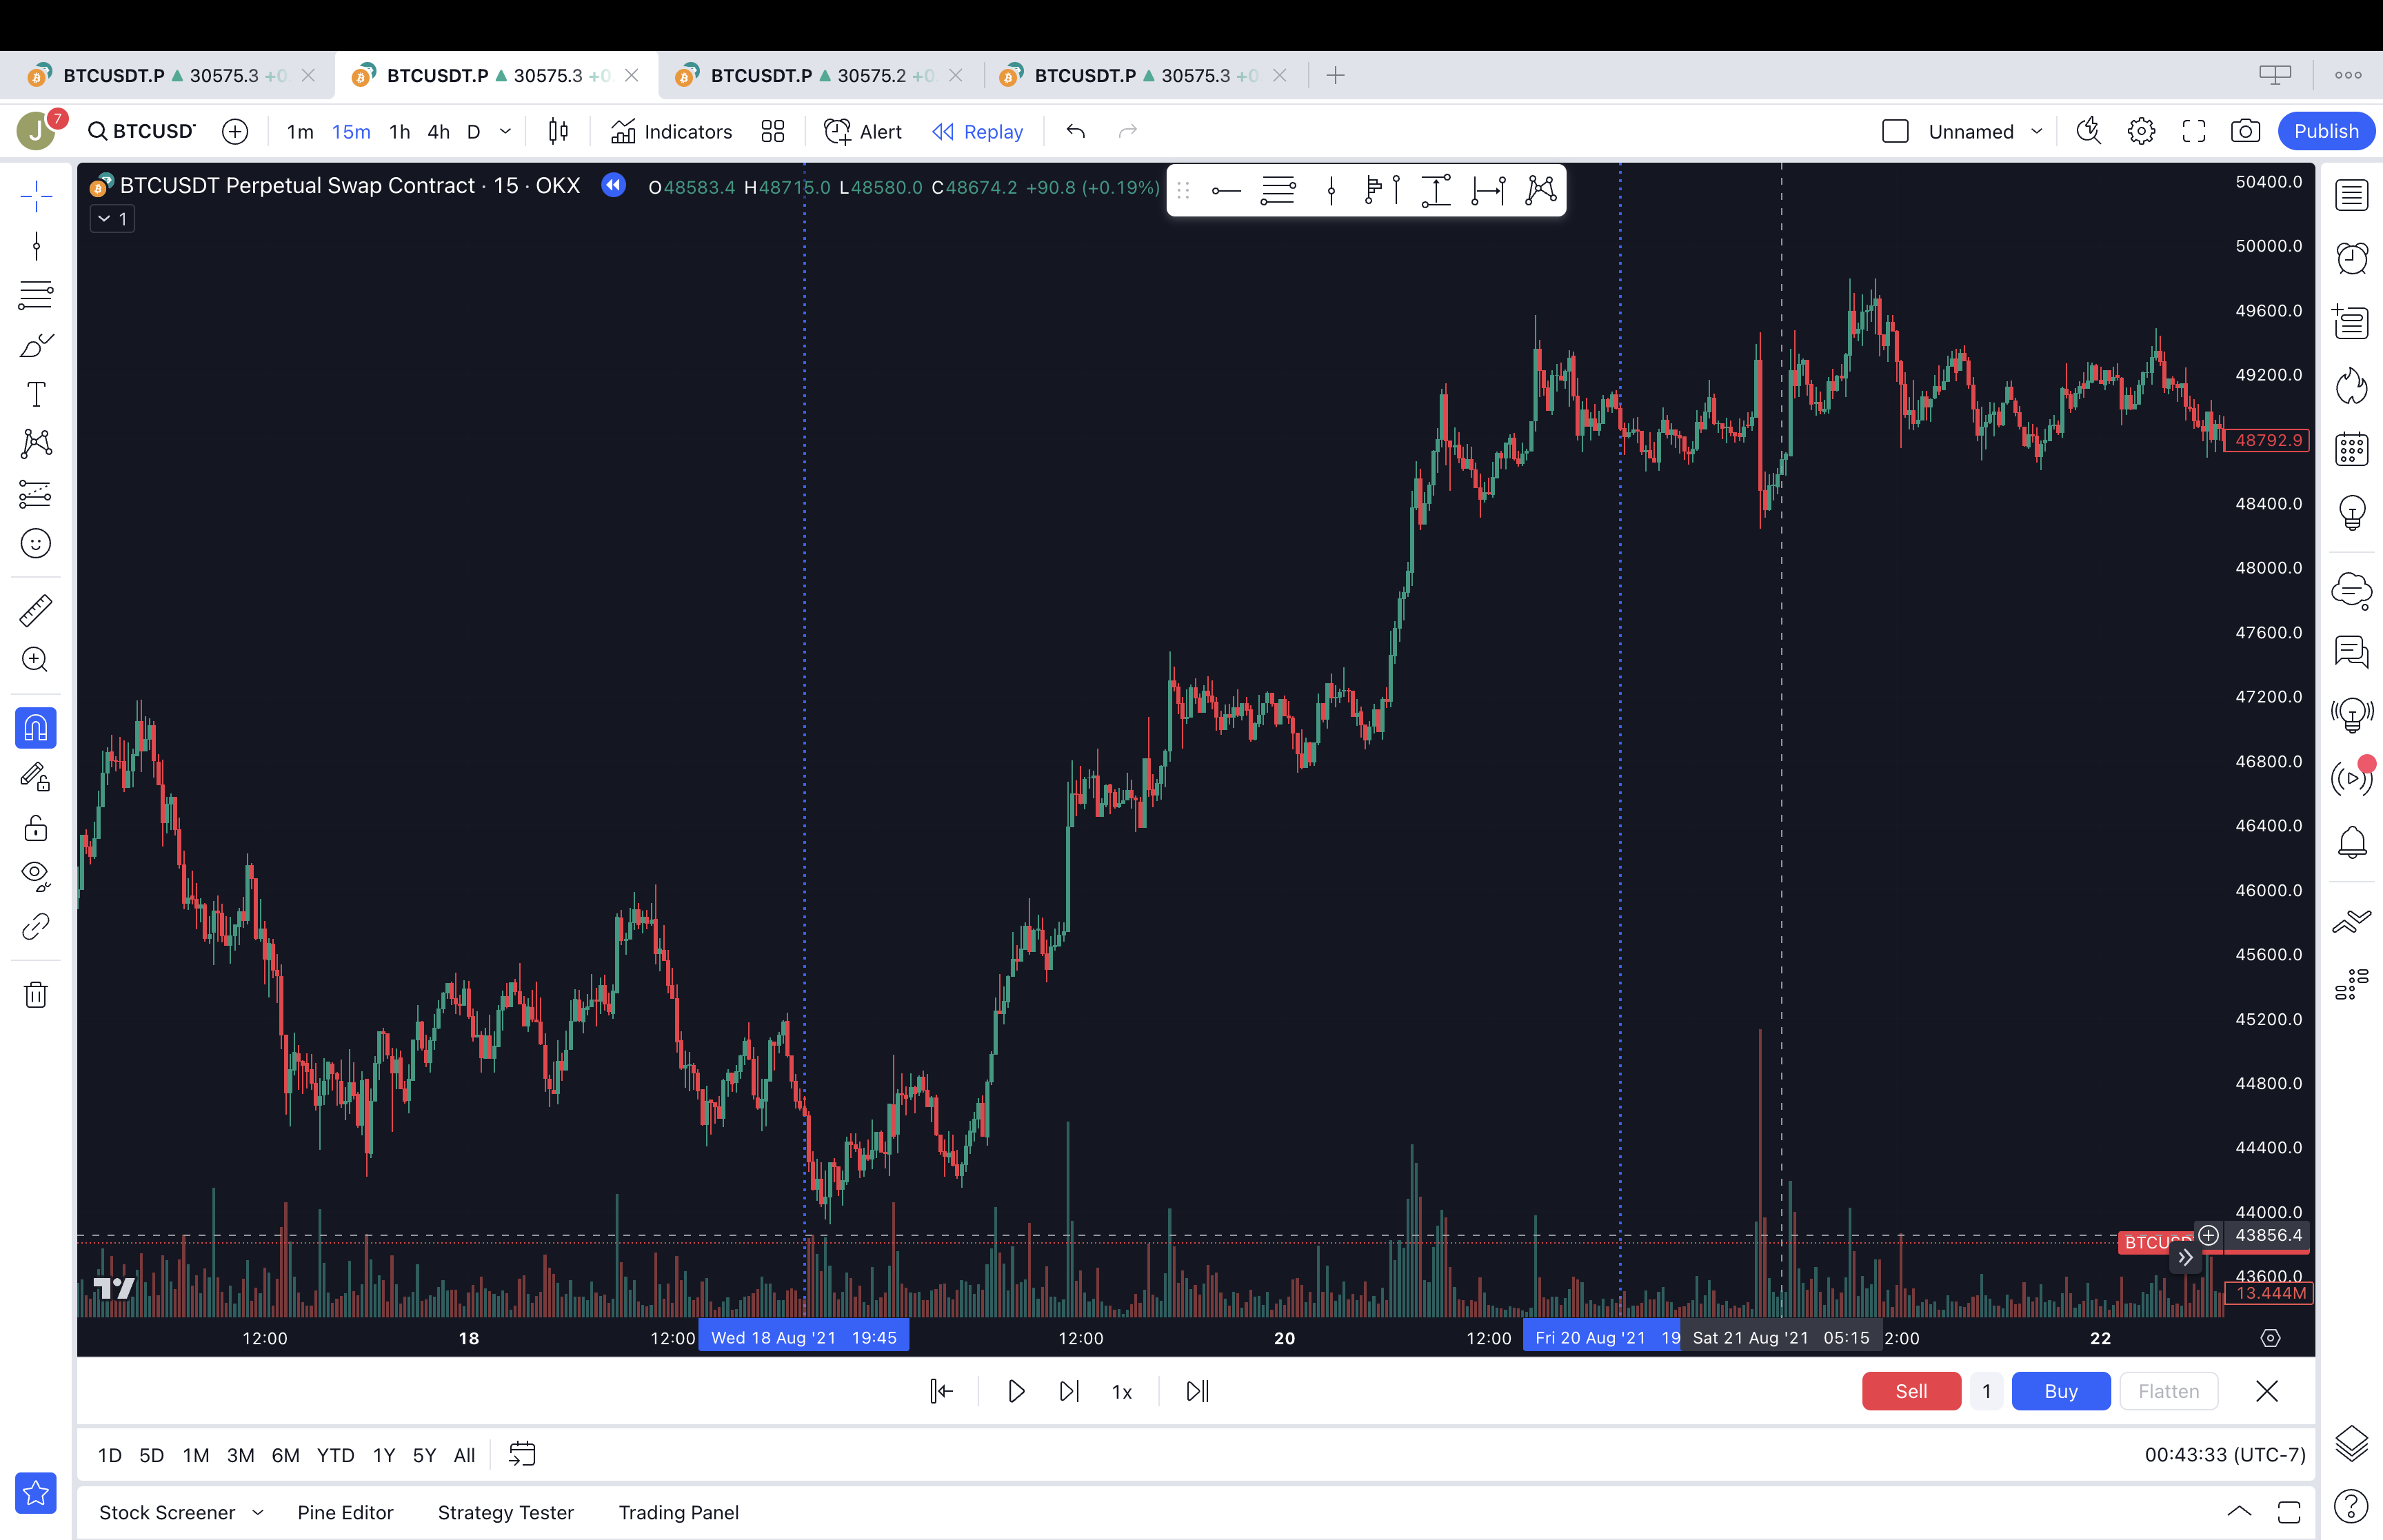 BTCUSDT.P 30575.3 +0 BTCUSDT.P 30575.3 +0 BTCUSDT.P 30575.2 +0 BTCUSDT.P 30575.3 +0
J 7 BTCUSD 1m 15m 1h 4h D Indicators Alert Replay Unnamed Publish
BTCUSDT Perpetual Swap Contract · 15 · OKX O48583.4 H48715.0 L48580.0 C48674.2 +90.8 (+0.19%)
1
50400.0
50000.0
49600.0
49200.0
48792.9
48400.0
48000.0
47600.0
47200.0
46800.0
46400.0
46000.0
45600.0
45200.0
44800.0
44400.0
44000.0
43856.4
BTCUSD
43600.0
13.444M
12:00 18 12:00 Wed 18 Aug '21 19:45 12:00 20 12:00 Fri 20 Aug '21 19 Sat 21 Aug '21 05:15 2:00 22
1x Sell 1 Buy Flatten
1D 5D 1M 3M 6M YTD 1Y 5Y All 00:43:33 (UTC-7)
Stock Screener Pine Editor Strategy Tester Trading Panel